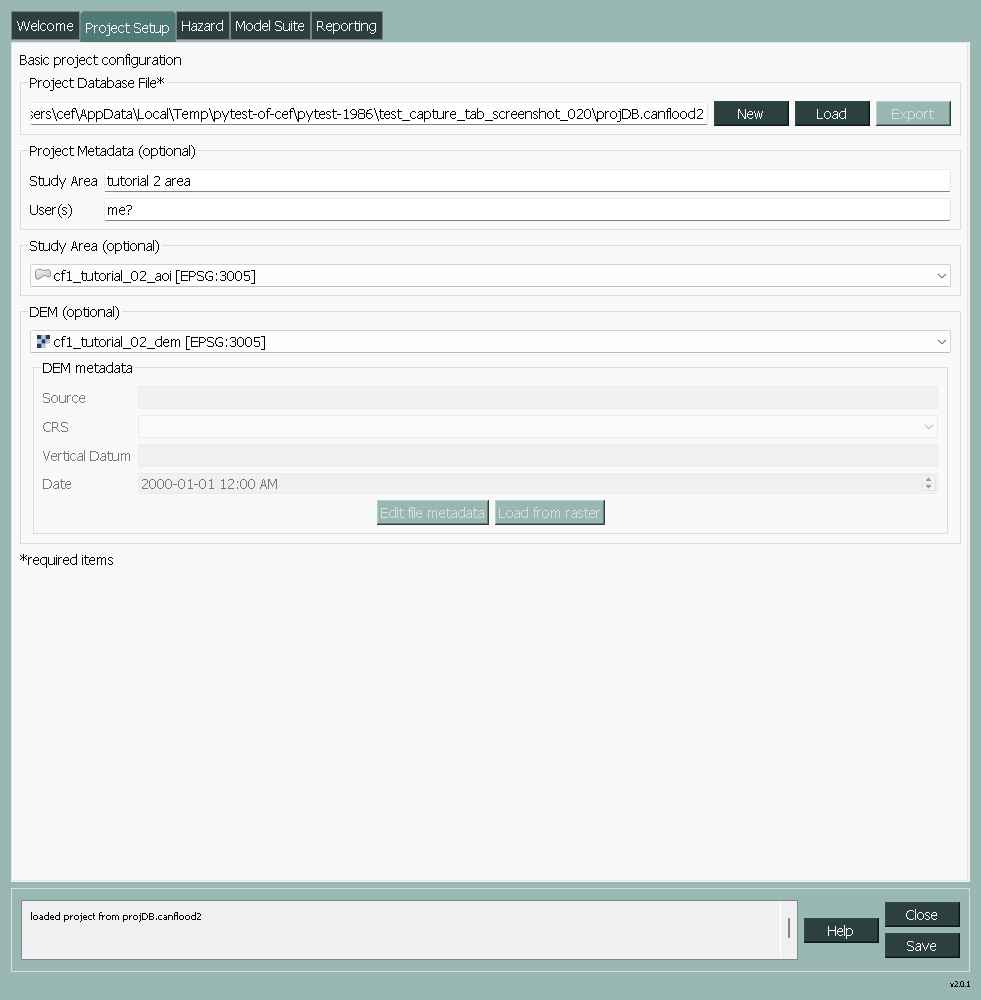 Welcome Project Setup Hazard Model Suite Reporting
Basic project configuration
Project Database File*
sers\cef\AppData\Local\Temp\pytest-of-cef\pytest-1986\test_capture_tab_screenshot_020\projDB.canflood2 New Load Export
Project Metadata (optional)
Study Area tutorial 2 area
User(s) me?
Study Area (optional)
cf1_tutorial_02_aoi [EPSG:3005]
DEM (optional)
cf1_tutorial_02_dem [EPSG:3005]
DEM metadata
Source
CRS
Vertical Datum
Date 2000-01-01 12:00 AM
Edit file metadata Load from raster
*required items
loaded project from projDB.canflood2
Help
Close
Save
v2.0.1